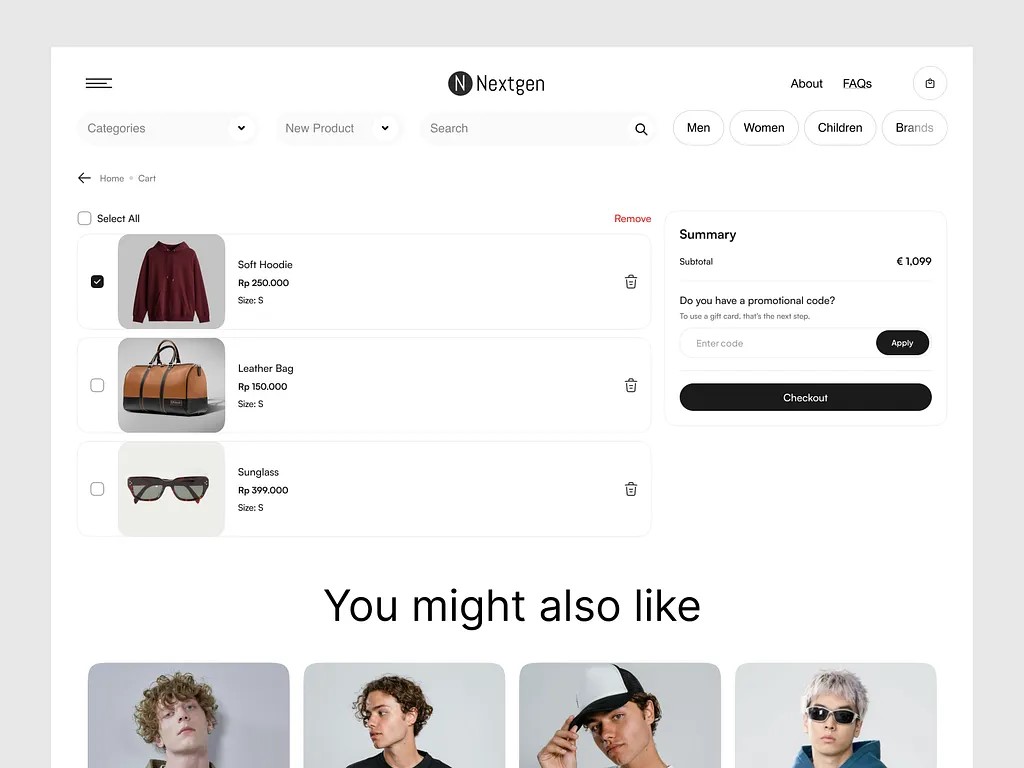 N Nextgen
About FAQs
Categories New Product Search Men Women Children Brands
Home Cart
Select All Remove
Soft Hoodie
Rp 250.000
Size: S
Leather Bag
Rp 150.000
Size: S
Sunglass
Rp 399.000
Size: S
Summary
Subtotal € 1,099
Do you have a promotional code?
To use a gift card, that's the next step.
Enter code Apply
Checkout
You might also like